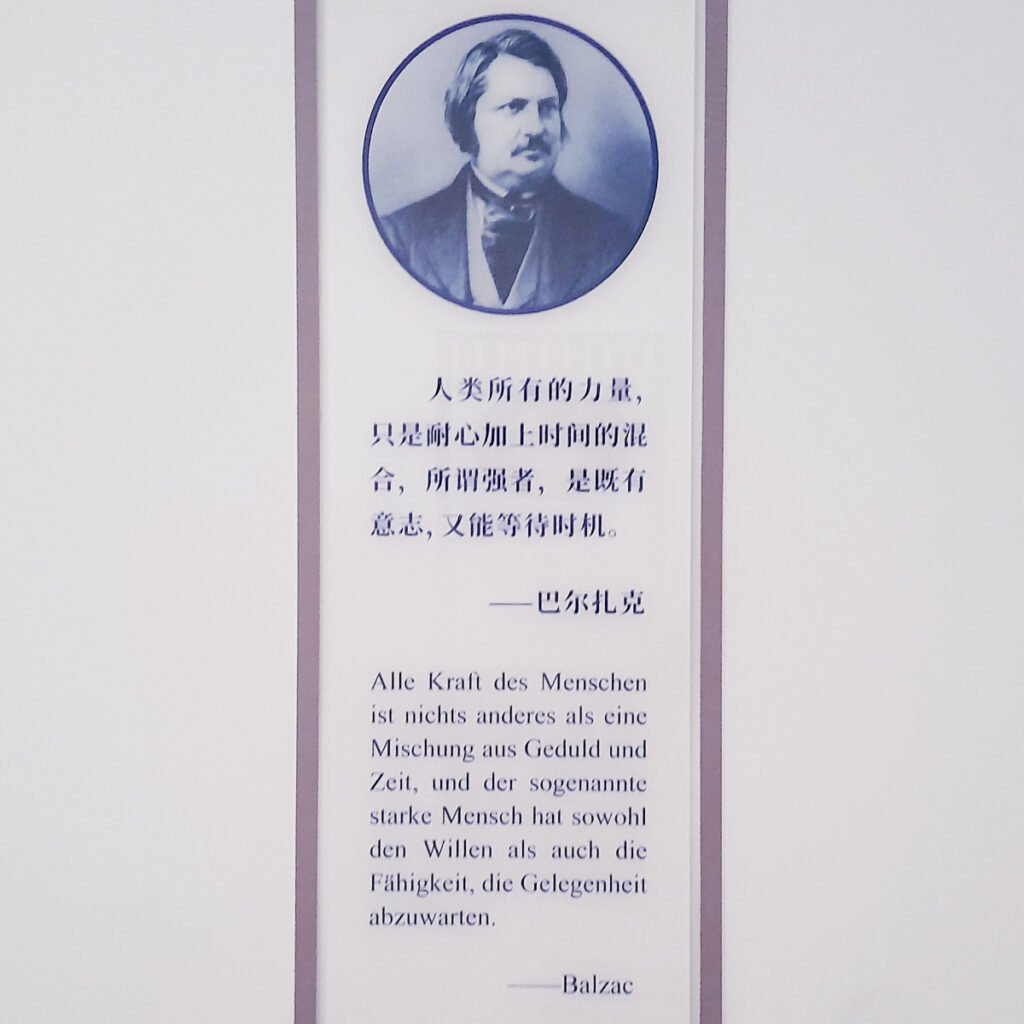 人类所有的力量，
只是耐心加上时间的混
合，所谓强者，是既有
意志，又能等待时机。
——巴尔扎克
Alle Kraft des Menschen
ist nichts anderes als eine
Mischung aus Geduld und
Zeit, und der sogenannte
starke Mensch hat sowohl
den Willen als auch die
Fähigkeit, die Gelegenheit
abzuwarten.
——Balzac